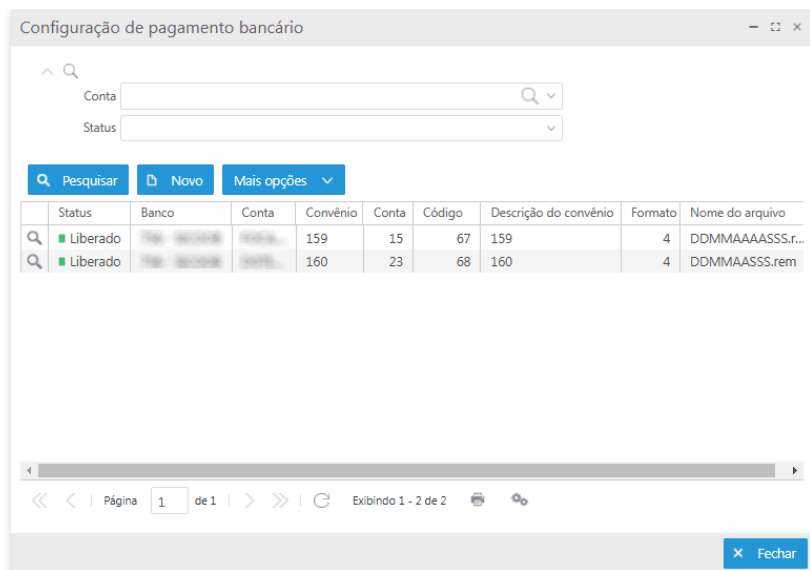 Configuração de pagamento bancário
Conta
Status
Pesquisar Novo Mais opções
Status Banco Conta Convênio Conta Código Descrição do convênio Formato Nome do arquivo
Liberado 159 15 67 159 4 DDMMAAAASSS.r...
Liberado 160 23 68 160 4 DDMMAASSS.rem
Página 1 de 1 Exibindo 1 - 2 de 2
Fechar